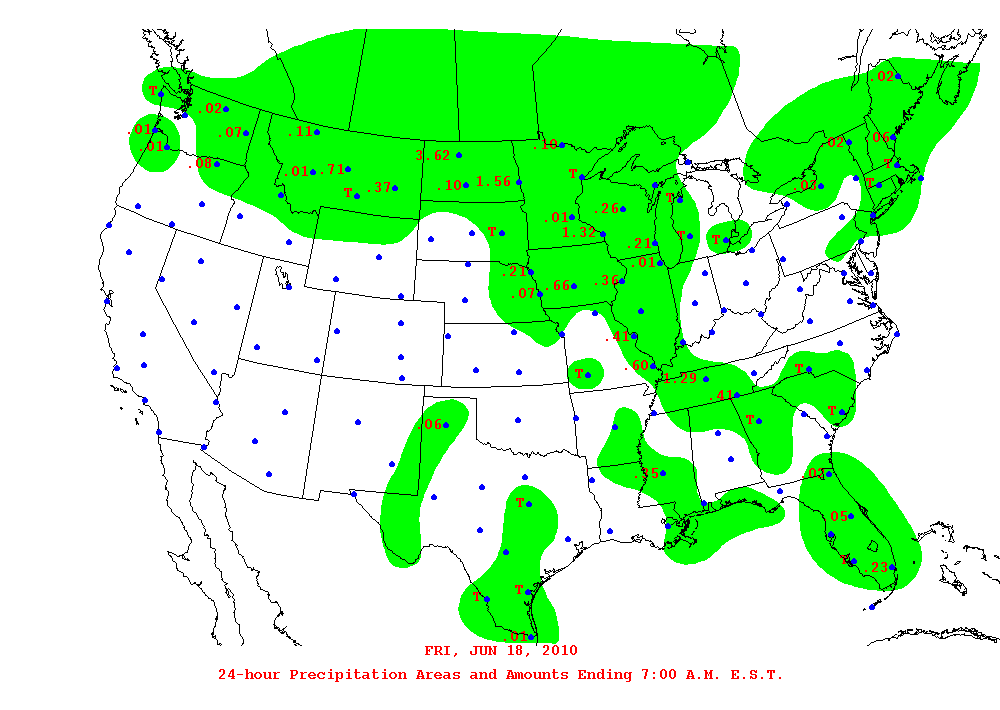 .02
T
.02
.01
.07
.11
.06
.01
.10
.02
3.62
.08
T
.01
.71
.37
.10
1.56
T
.03
T
T
.26
.01
T
1.32
T
T
.21
.01
.21
.66
.36
.07
.41
.60
T
1.29
T
.41
T
T
.06
.35
.02
T
.05
.23
T
T
.01
FRI, JUN 18, 2010
24-hour Precipitation Areas and Amounts Ending 7:00 A.M. E.S.T.